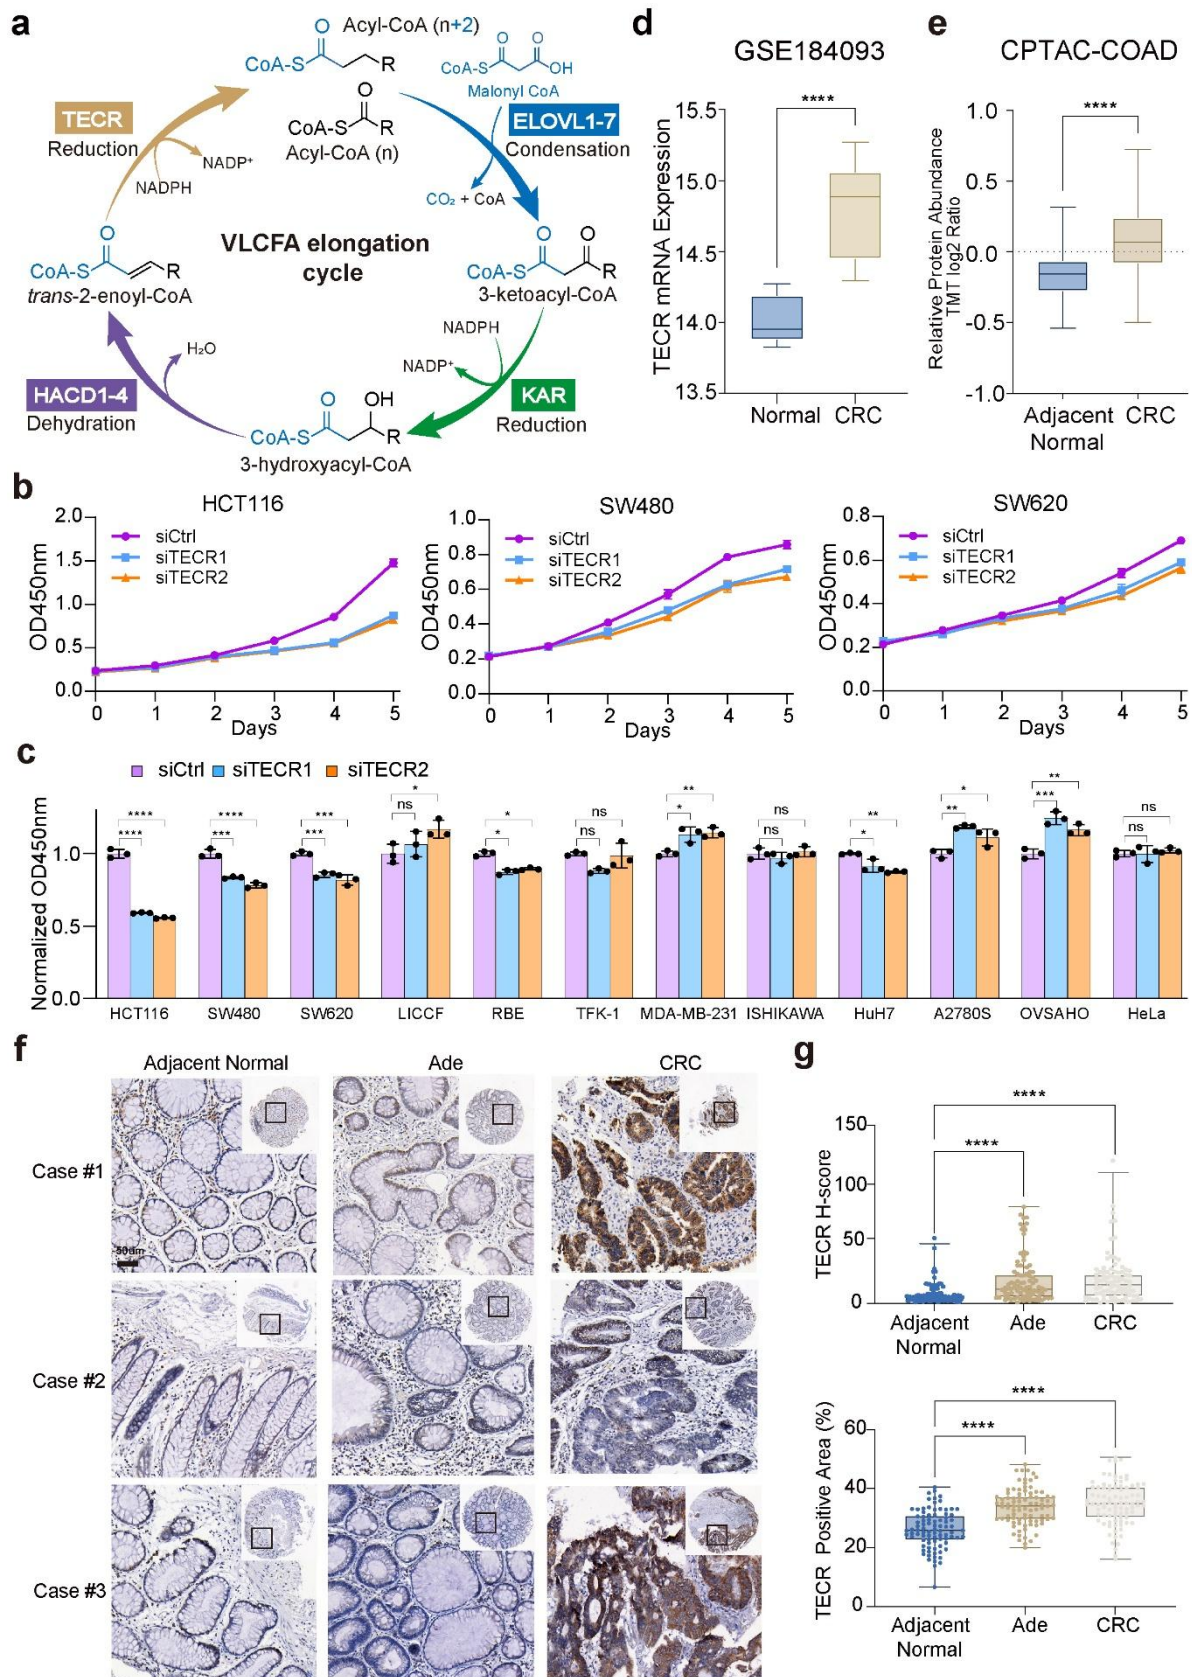 a
Acyl-CoA (n+2)
O
CoA-S
R
O
CoA-S
R
Acyl-CoA (n)
O O
CoA-S OH
Malonyl CoA
ELOVL1-7
Condensation
CO₂ + CoA
TECR
Reduction
NADP⁺
NADPH
VLCFA elongation
cycle
O
CoA-S
R
trans-2-enoyl-CoA
O O
CoA-S
R
3-ketoacyl-CoA
NADPH
NADP⁺
KAR
Reduction
H₂O
HACD1-4
Dehydration
O OH
CoA-S
R
3-hydroxyacyl-CoA
d
GSE184093
****
TECR mRNA Expression
15.5
15.0
14.5
14.0
13.5
Normal
CRC
e
CPTAC-COAD
****
Relative Protein Abundance
TMT log2 Ratio
1.0
0.5
0.0
-0.5
-1.0
Adjacent
Normal
CRC
b
HCT116
OD450nm
2.0
1.5
1.0
0.5
0.0
siCtrl
siTECR1
siTECR2
0 1 2 3 4 5
Days
SW480
OD450nm
1.0
0.8
0.6
0.4
0.2
0.0
siCtrl
siTECR1
siTECR2
0 1 2 3 4 5
Days
SW620
OD450nm
0.8
0.6
0.4
0.2
0.0
siCtrl
siTECR1
siTECR2
0 1 2 3 4 5
Days
c
siCtrl siTECR1 siTECR2
Normalized OD450nm
1.0
0.5
0.0
****
****
****
***
***
***
*
ns
*
*
ns
ns
**
*
ns
ns
**
*
*
**
**
***
ns
ns
HCT116 SW480 SW620 LICCF RBE TFK-1 MDA-MB-231 ISHIKAWA HuH7 A2780S OVSAHO HeLa
f
Adjacent Normal Ade CRC
Case #1
50um
Case #2
Case #3
g
****
****
TECR H-score
150
100
50
0
Adjacent
Normal
Ade
CRC
****
****
TECR Positive Area (%)
60
40
20
0
Adjacent
Normal
Ade
CRC